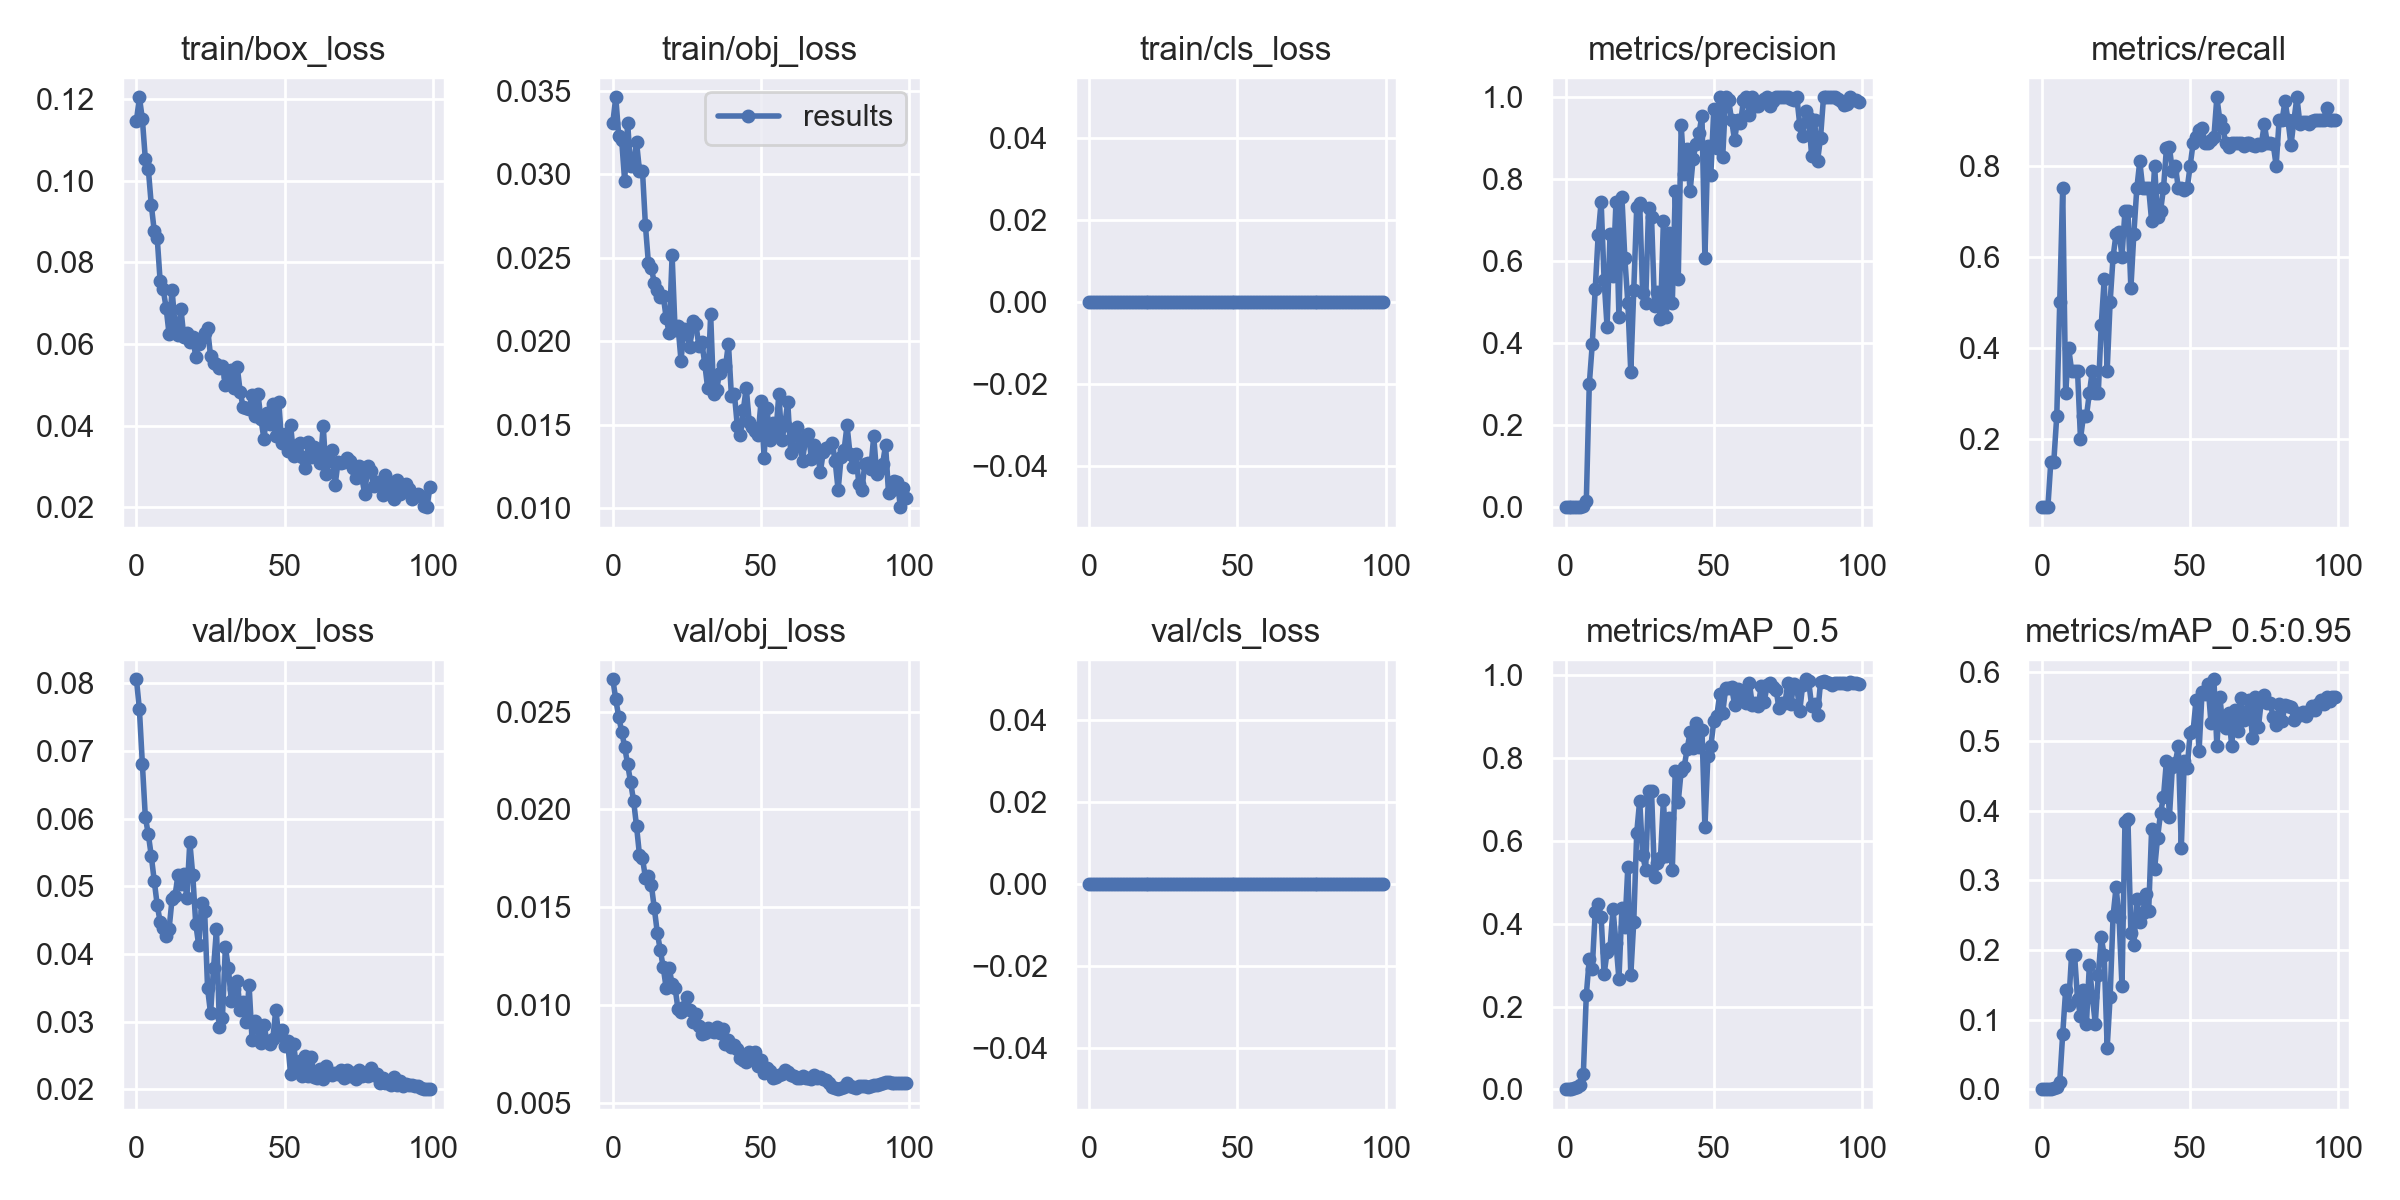 train/box_loss
0.12
0.10
0.08
0.06
0.04
0.02
0 50 100
train/obj_loss
results
0.035
0.030
0.025
0.020
0.015
0.010
0 50 100
train/cls_loss
0.04
0.02
0.00
−0.02
−0.04
0 50 100
metrics/precision
1.0
0.8
0.6
0.4
0.2
0.0
0 50 100
metrics/recall
0.8
0.6
0.4
0.2
0 50 100
val/box_loss
0.08
0.07
0.06
0.05
0.04
0.03
0.02
0 50 100
val/obj_loss
0.025
0.020
0.015
0.010
0.005
0 50 100
val/cls_loss
0.04
0.02
0.00
−0.02
−0.04
0 50 100
metrics/mAP_0.5
1.0
0.8
0.6
0.4
0.2
0.0
0 50 100
metrics/mAP_0.5:0.95
0.6
0.5
0.4
0.3
0.2
0.1
0.0
0 50 100